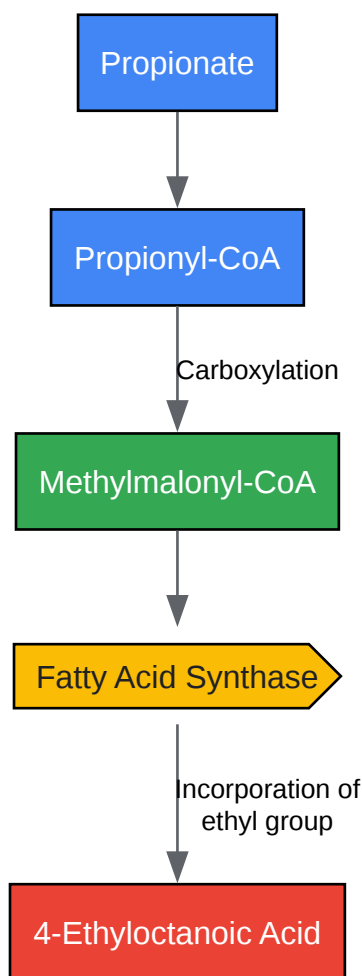 Propionate
Propionyl-CoA
Carboxylation
Methylmalonyl-CoA
Fatty Acid Synthase
Incorporation of
ethyl group
4-Ethyloctanoic Acid